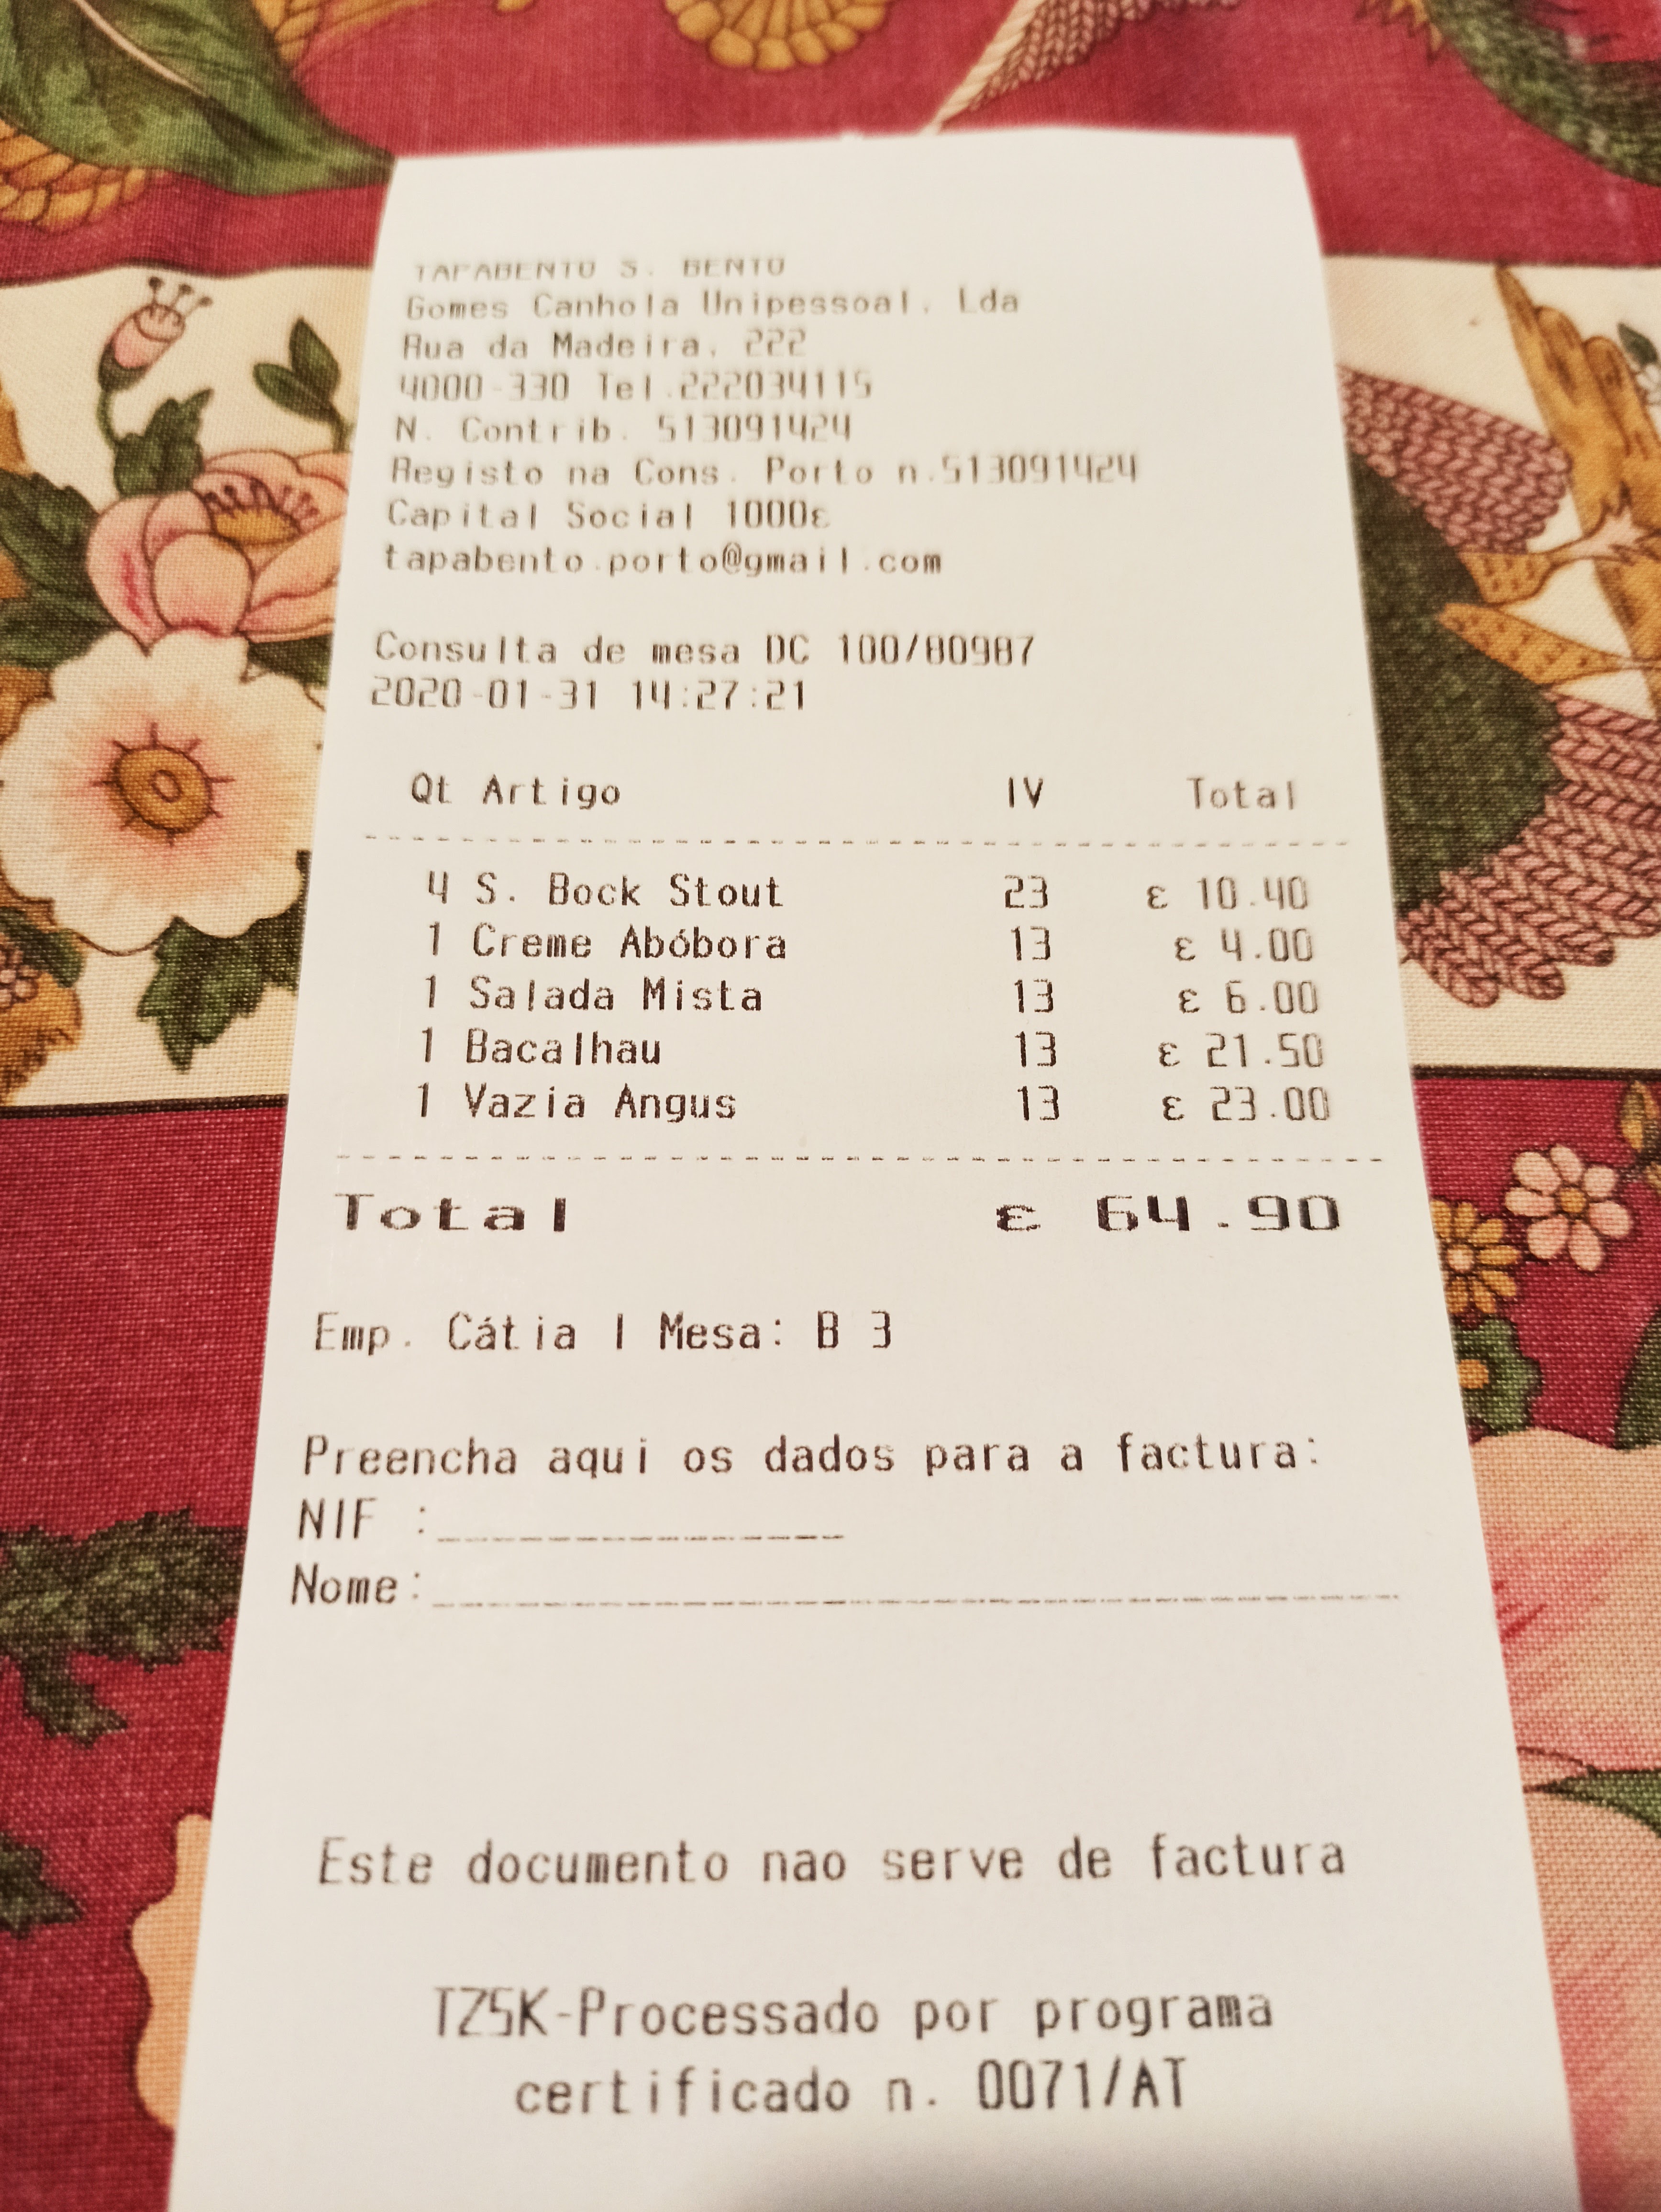 TAPABENTO S. BENTO
Gomes Canhola Unipessoal, Lda
Rua da Madeira, 222
4000-330 Tel.222034115
N. Contrib. 513091424
Registo na Cons. Porto n.513091424
Capital Social 1000€
tapabento.porto@gmail.com
Consulta de mesa DC 100/80987
2020-01-31 14:27:21
Qt Artigo IV Total
4 S. Bock Stout 23 € 10.40
1 Creme Abóbora 13 € 4.00
1 Salada Mista 13 € 6.00
1 Bacalhau 13 € 21.50
1 Vazia Angus 13 € 23.00
Total € 64.90
Emp. Cátia | Mesa: B 3
Preencha aqui os dados para a factura:
NIF :
Nome:
Este documento nao serve de factura
TZSK-Processado por programa
certificado n. 0071/AT